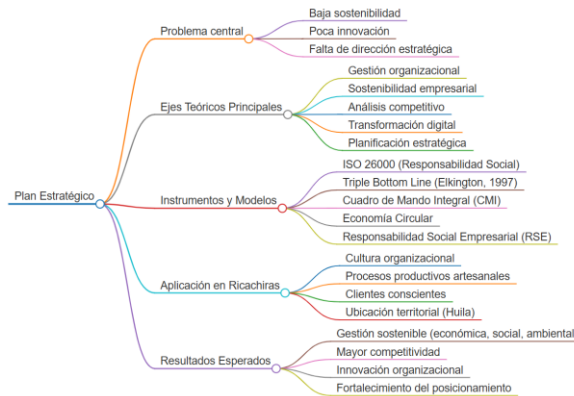 Plan Estratégico
Problema central
Baja sostenibilidad
Poca innovación
Falta de dirección estratégica
Ejes Teóricos Principales
Gestión organizacional
Sostenibilidad empresarial
Análisis competitivo
Transformación digital
Planificación estratégica
Instrumentos y Modelos
ISO 26000 (Responsabilidad Social)
Triple Bottom Line (Elkington, 1997)
Cuadro de Mando Integral (CMI)
Economía Circular
Responsabilidad Social Empresarial (RSE)
Aplicación en Ricachiras
Cultura organizacional
Procesos productivos artesanales
Clientes conscientes
Ubicación territorial (Huila)
Resultados Esperados
Gestión sostenible (económica, social, ambiental
Mayor competitividad
Innovación organizacional
Fortalecimiento del posicionamiento